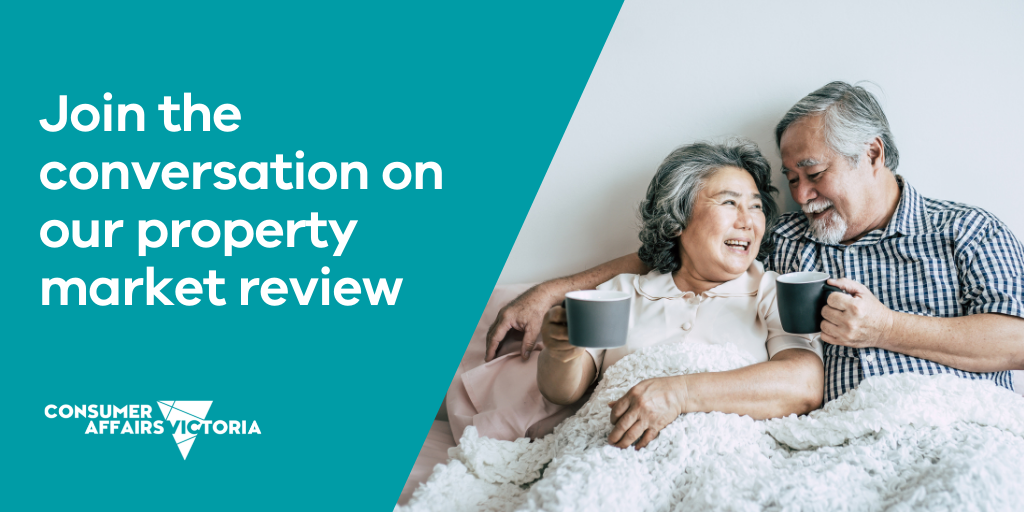 Join the
conversation on
our property
market review
CONSUMER
AFFAIRS VICTORIA